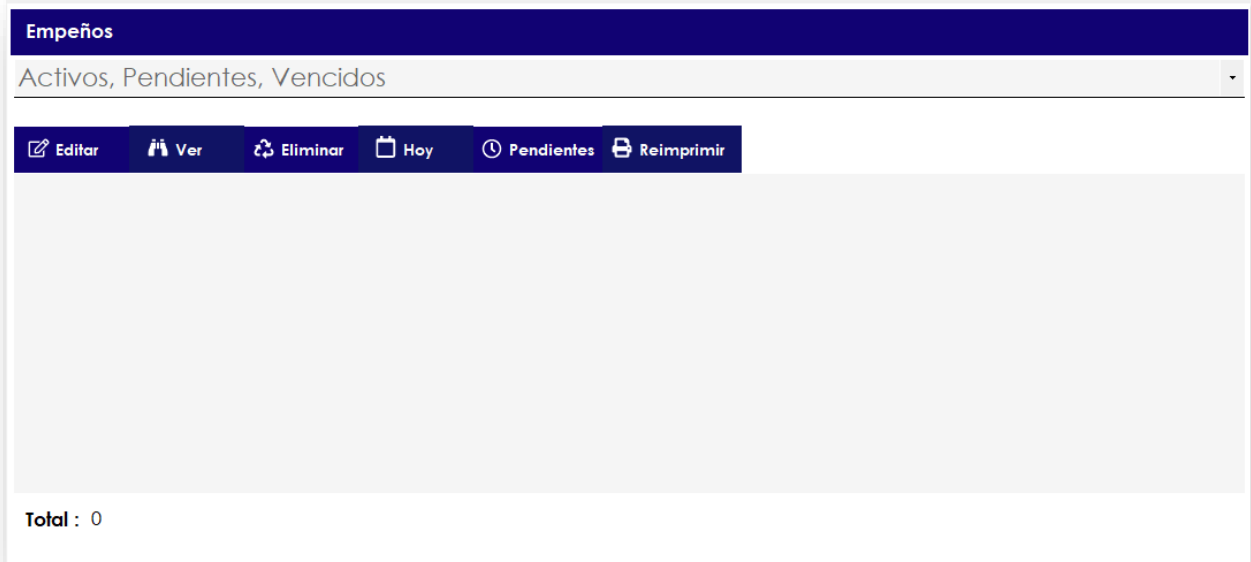 Empeños
Activos, Pendientes, Vencidos
Editar Ver Eliminar Hoy Pendientes Reimprimir
Total : 0